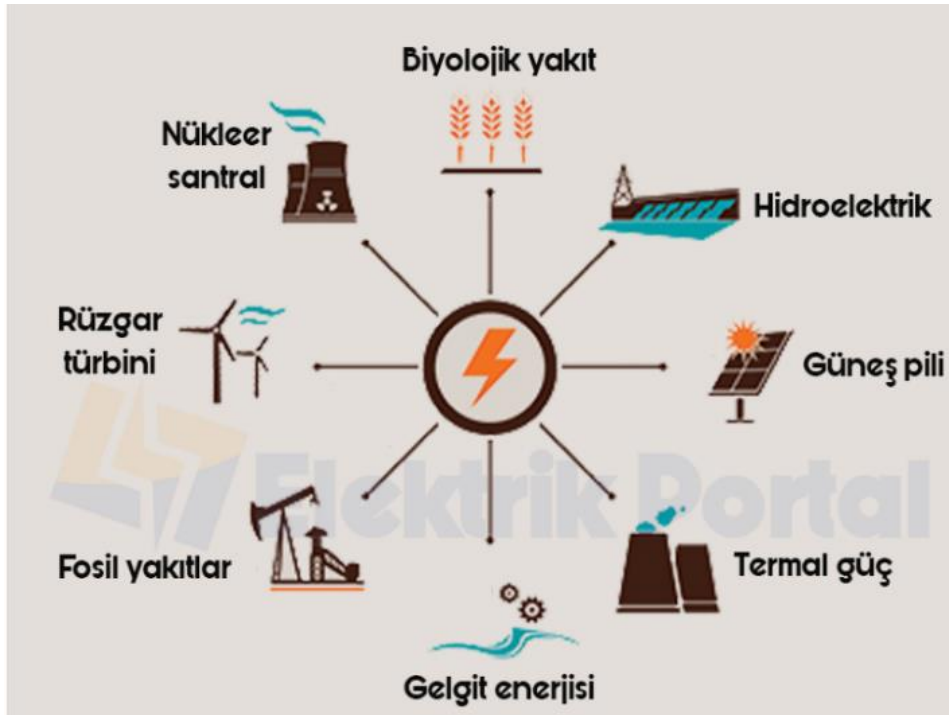 Biyolojik yakıt
Nükleer
santral
Hidroelektrik
Rüzgar
türbini
Güneş pili
Elektrik Portal
Fosil yakıtlar
Termal güç
Gelgit enerjisi